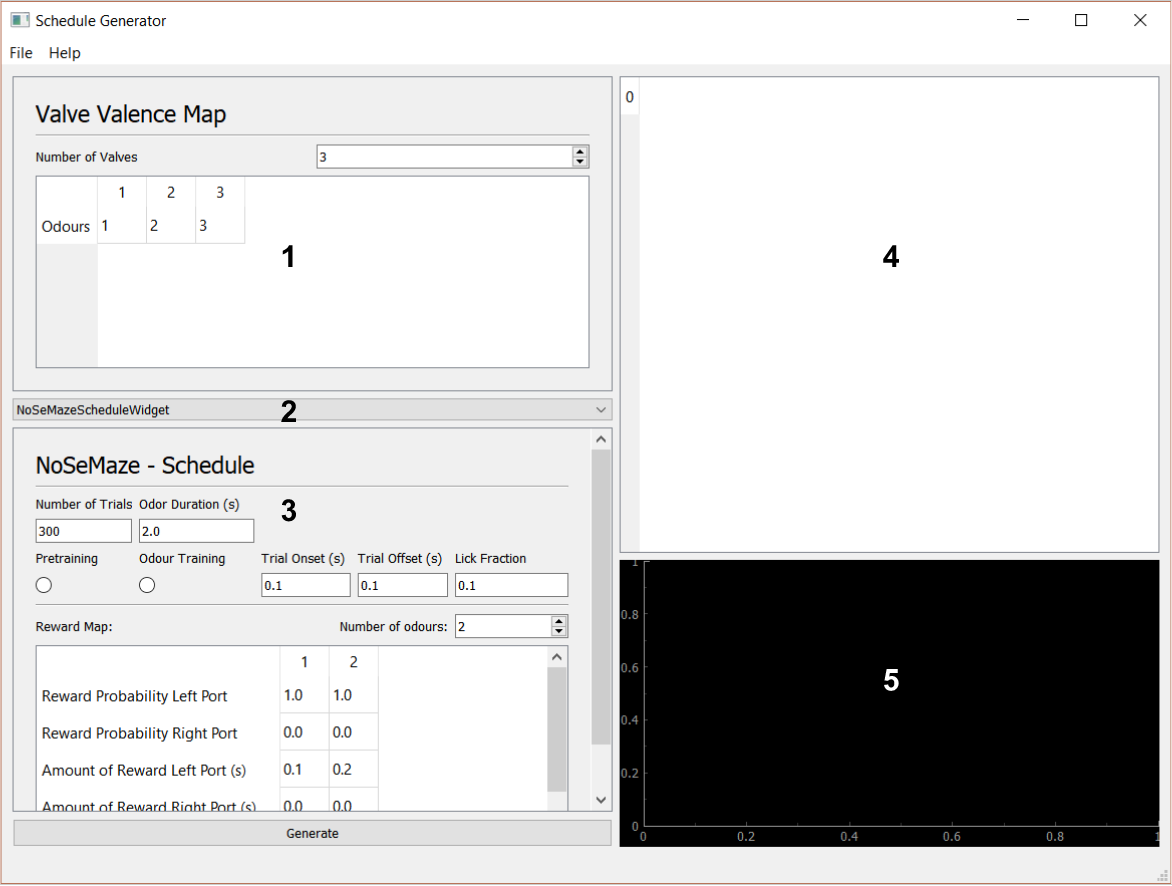 Schedule Generator
File Help
Valve Valence Map
Number of Valves 3
1 2 3
Odours 1 2 3
1
NoSeMazeScheduleWidget 2
NoSeMaze - Schedule
Number of Trials Odor Duration (s) 3
300 2.0
Pretraining Odour Training Trial Onset (s) Trial Offset (s) Lick Fraction
0.1 0.1 0.1
Reward Map: Number of odours: 2
1 2
Reward Probability Left Port 1.0 1.0
Reward Probability Right Port 0.0 0.0
Amount of Reward Left Port (s) 0.1 0.2
Amount of Reward Right Port (s) 0.0 0.0
Generate
0
4
1
0.8
0.6
5
0.4
0.2
0
0 0.2 0.4 0.6 0.8 1